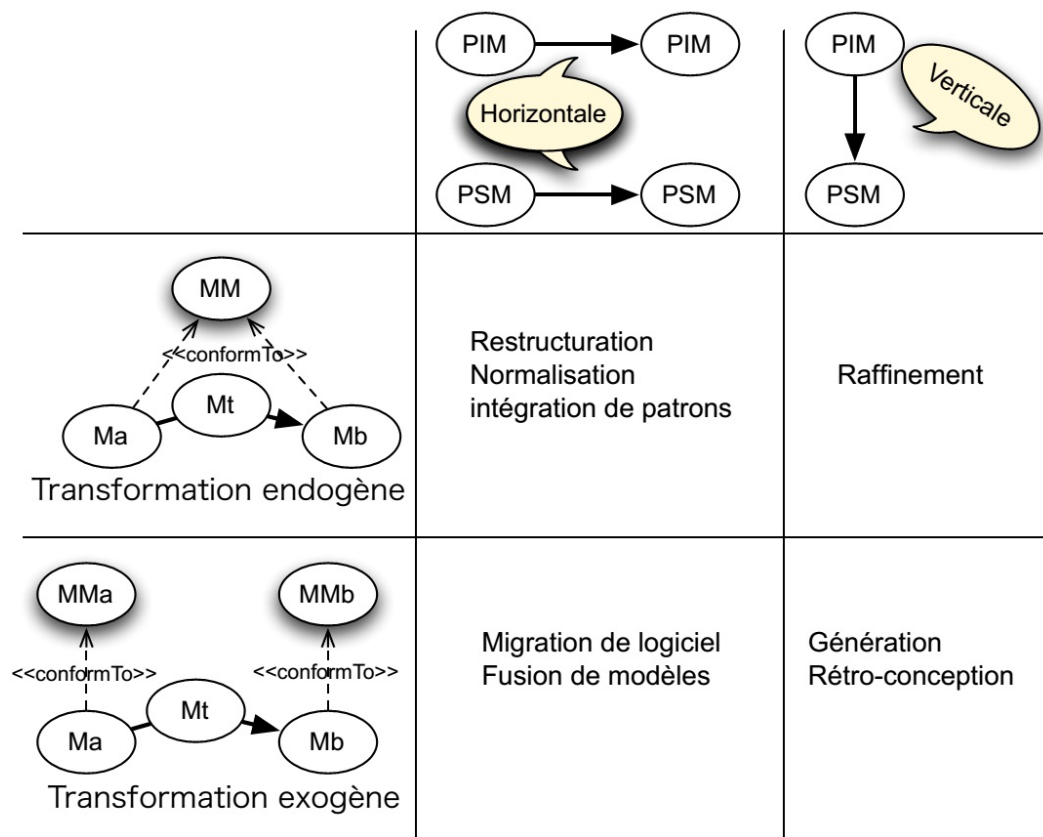 PIM
PIM
PIM
Horizontale
Verticale
PSM
PSM
PSM
MM
<<conformTo>>
Mt
Ma
Mb
Transformation endogène
Restructuration
Normalisation
intégration de patrons
Raffinement
MMa
MMb
<<conformTo>>
<<conformTo>>
Mt
Ma
Mb
Transformation exogène
Migration de logiciel
Fusion de modèles
Génération
Rétro-conception